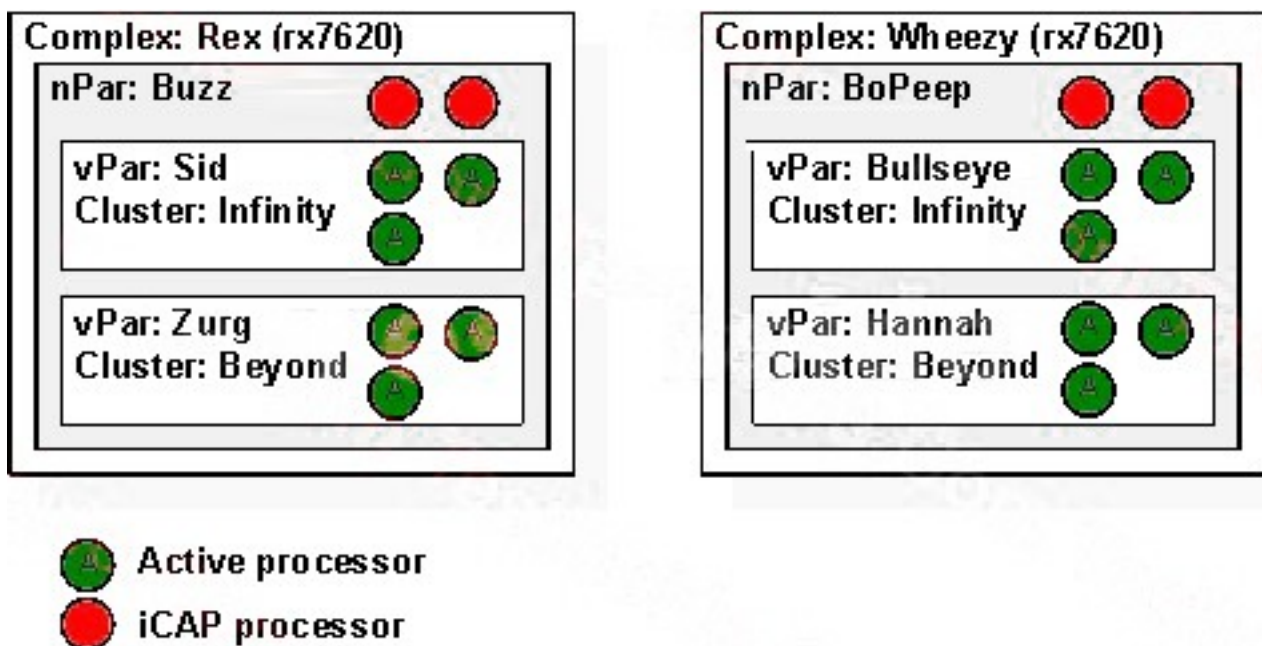 Complex: Rex (rx7620)
nPar: Buzz
vPar: Sid
Cluster: Infinity
vPar: Zurg
Cluster: Beyond
Complex: Wheezy (rx7620)
nPar: BoPeep
vPar: Bullseye
Cluster: Infinity
vPar: Hannah
Cluster: Beyond
Active processor
iCAP processor